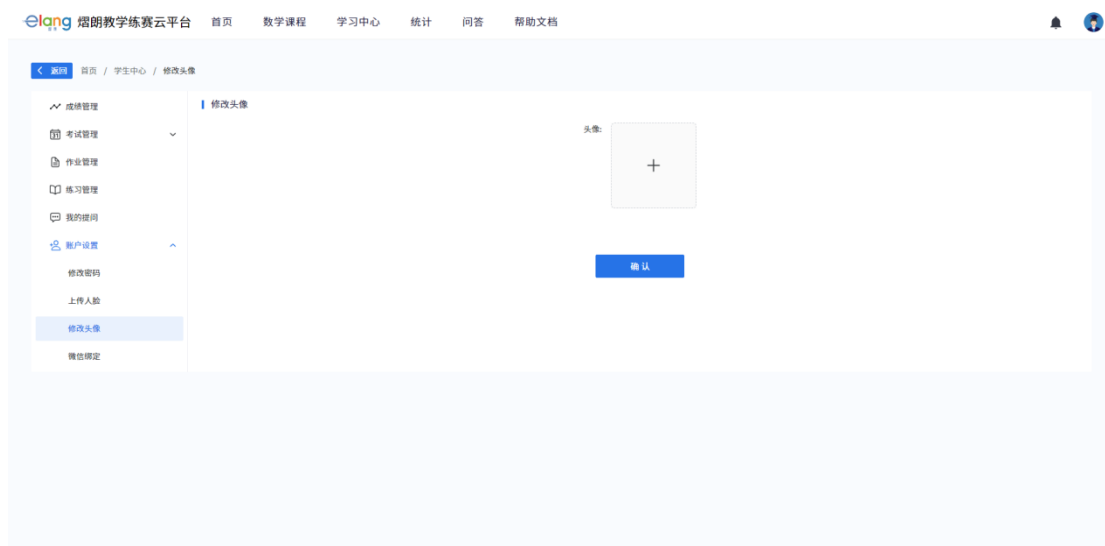 elang 熠朗教学练赛云平台 首页 数学课程 学习中心 统计 问答 帮助文档
返回 首页 / 学生中心 / 修改头像
成绩管理
修改头像
头像:
考试管理
作业管理
练习管理
我的提问
账户设置
确 认
修改密码
上传人脸
修改头像
微信绑定